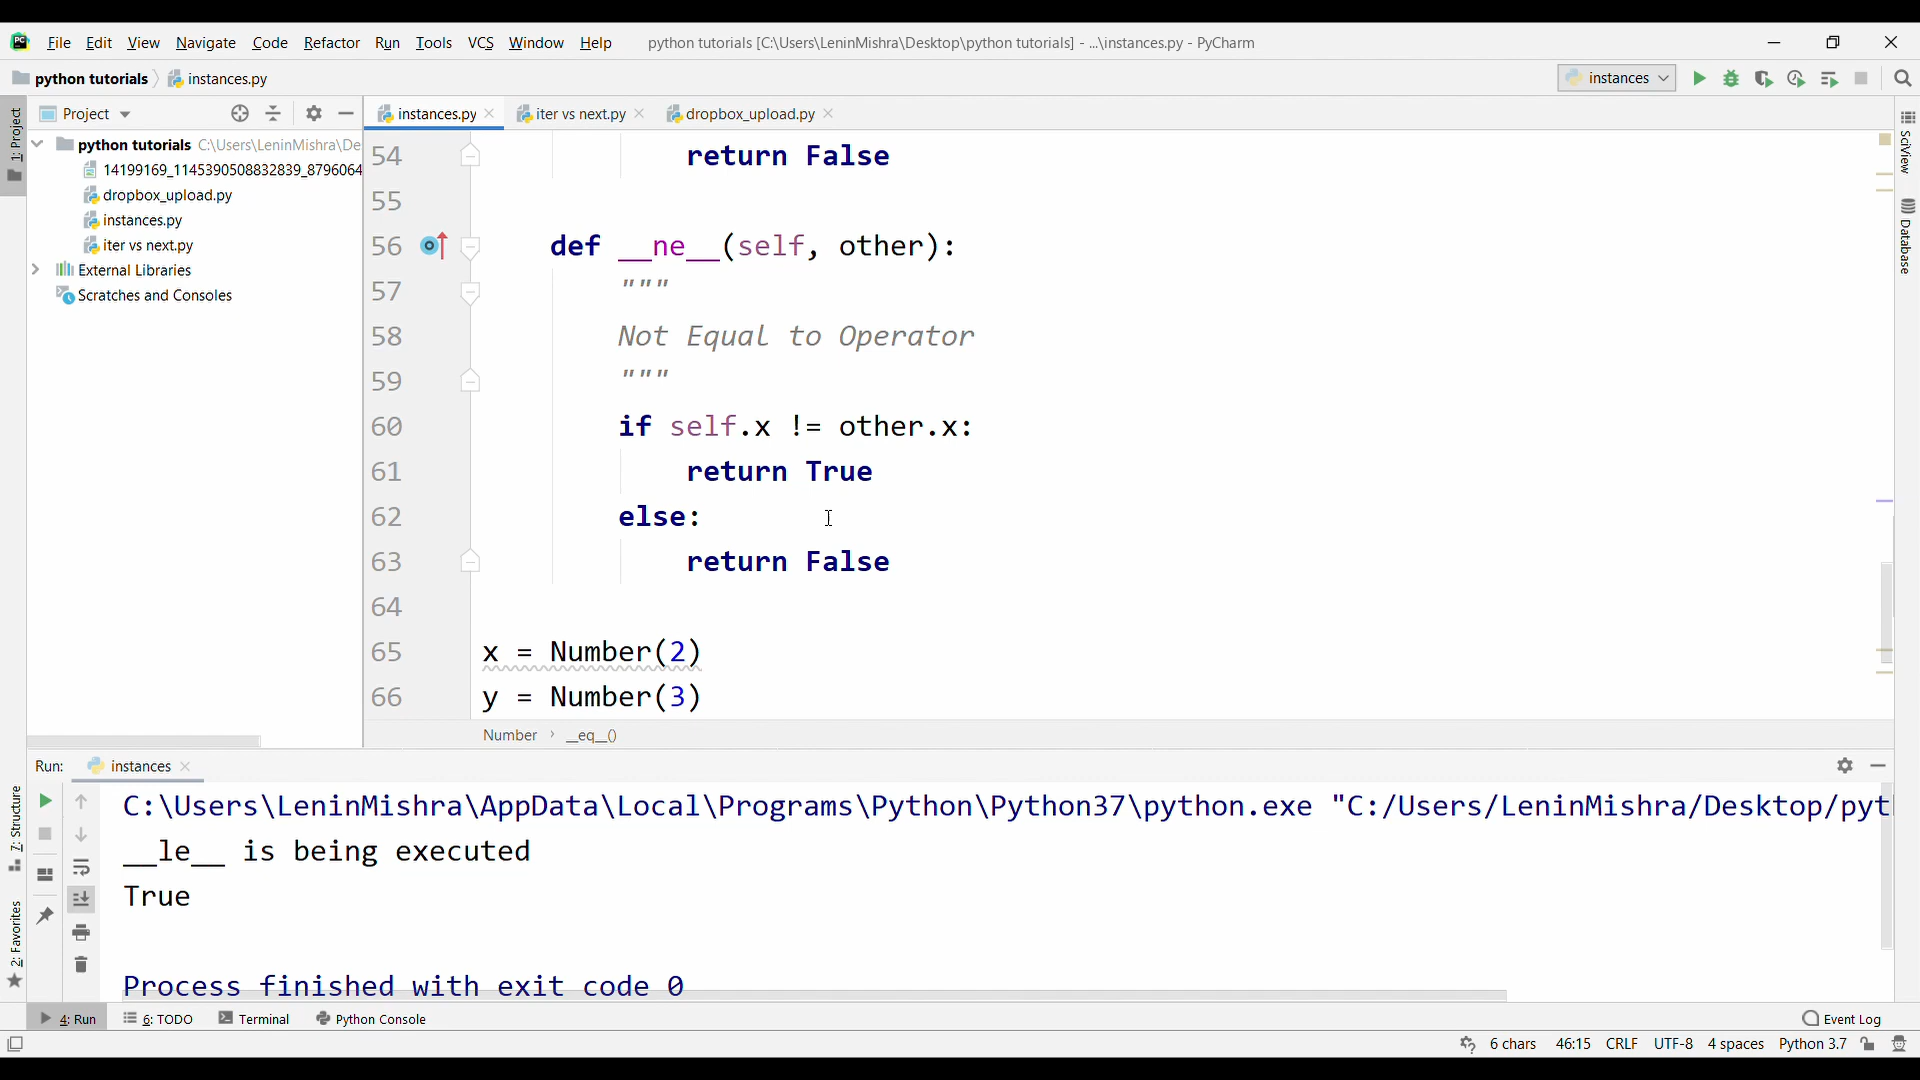 File Edit View Navigate Code Refactor Run Tools VCS Window Help python tutorials [C:\Users\LeninMishra\Desktop\python tutorials] - ...\instances.py - PyCharm
python tutorials instances.py instances
1: Project
Project
instances.py iter vs next.py dropbox_upload.py
python tutorials C:\Users\LeninMishra\De
14199169_1145390508832839_8796064
dropbox_upload.py
instances.py
iter vs next.py
External Libraries
Scratches and Consoles
54 return False
55
56 def __ne__(self, other):
57 """
58 Not Equal to Operator
59 """
60 if self.x != other.x:
61 return True
62 else:
63 return False
64
65 x = Number(2)
66 y = Number(3)
Number › __eq__()
SciView
Database
Run: instances
C:\Users\LeninMishra\AppData\Local\Programs\Python\Python37\python.exe "C:/Users/LeninMishra/Desktop/pyt
__le__ is being executed
True
Process finished with exit code 0
7: Structure
2: Favorites
4: Run 6: TODO Terminal Python Console Event Log
6 chars 46:15 CRLF UTF-8 4 spaces Python 3.7